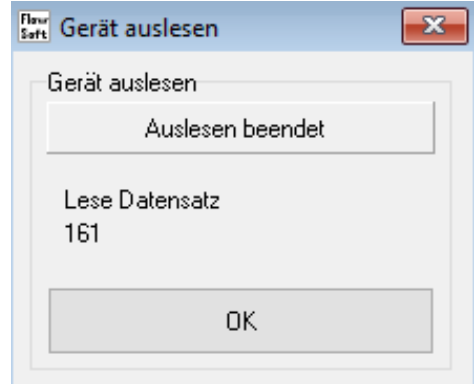 Flow
Soft
Gerät auslesen
Gerät auslesen
Auslesen beendet
Lese Datensatz
161
OK